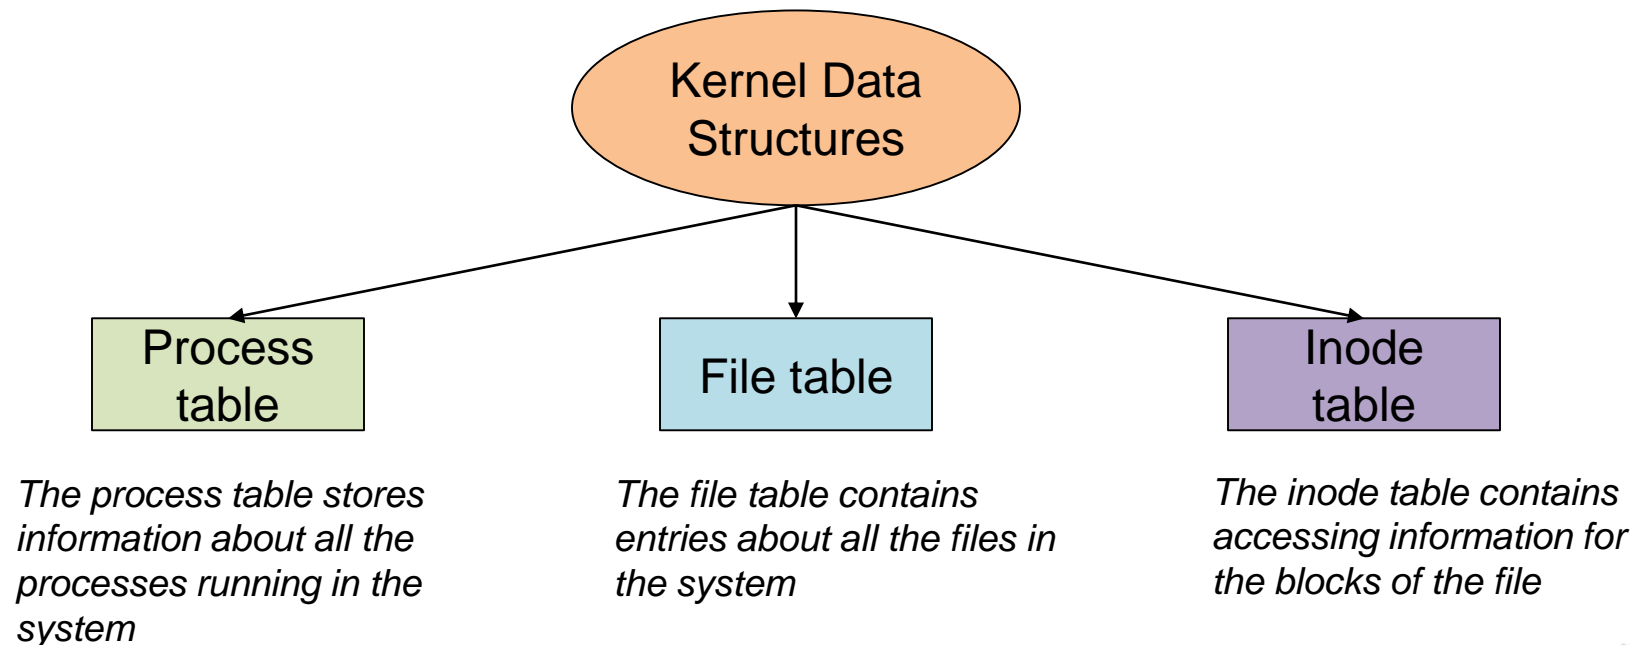 Kernel Data
Structures
Process
table
File table
Inode
table
The process table stores
information about all the
processes running in the
system
The file table contains
entries about all the files in
the system
The inode table contains
accessing information for
the blocks of the file